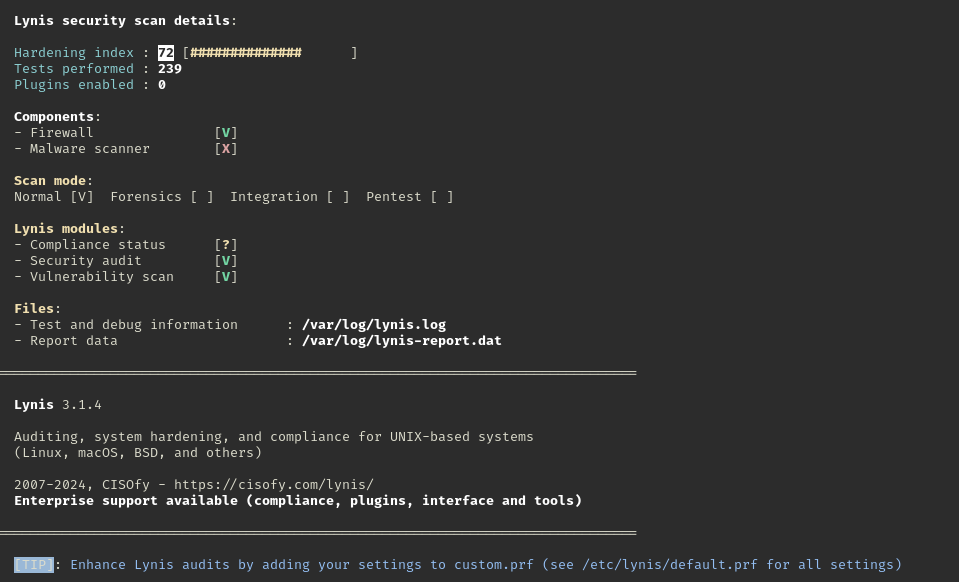 Lynis security scan details:
Hardening index : 72 [##############      ]
Tests performed : 239
Plugins enabled : 0
Components:
- Firewall               [V]
- Malware scanner        [X]
Scan mode:
Normal [V]  Forensics [ ]  Integration [ ]  Pentest [ ]
Lynis modules:
- Compliance status      [?]
- Security audit         [V]
- Vulnerability scan     [V]
Files:
- Test and debug information      : /var/log/lynis.log
- Report data                     : /var/log/lynis-report.dat
Lynis 3.1.4
Auditing, system hardening, and compliance for UNIX-based systems
(Linux, macOS, BSD, and others)
2007-2024, CISOfy - https://cisofy.com/lynis/
Enterprise support available (compliance, plugins, interface and tools)
[TIP]: Enhance Lynis audits by adding your settings to custom.prf (see /etc/lynis/default.prf for all settings)